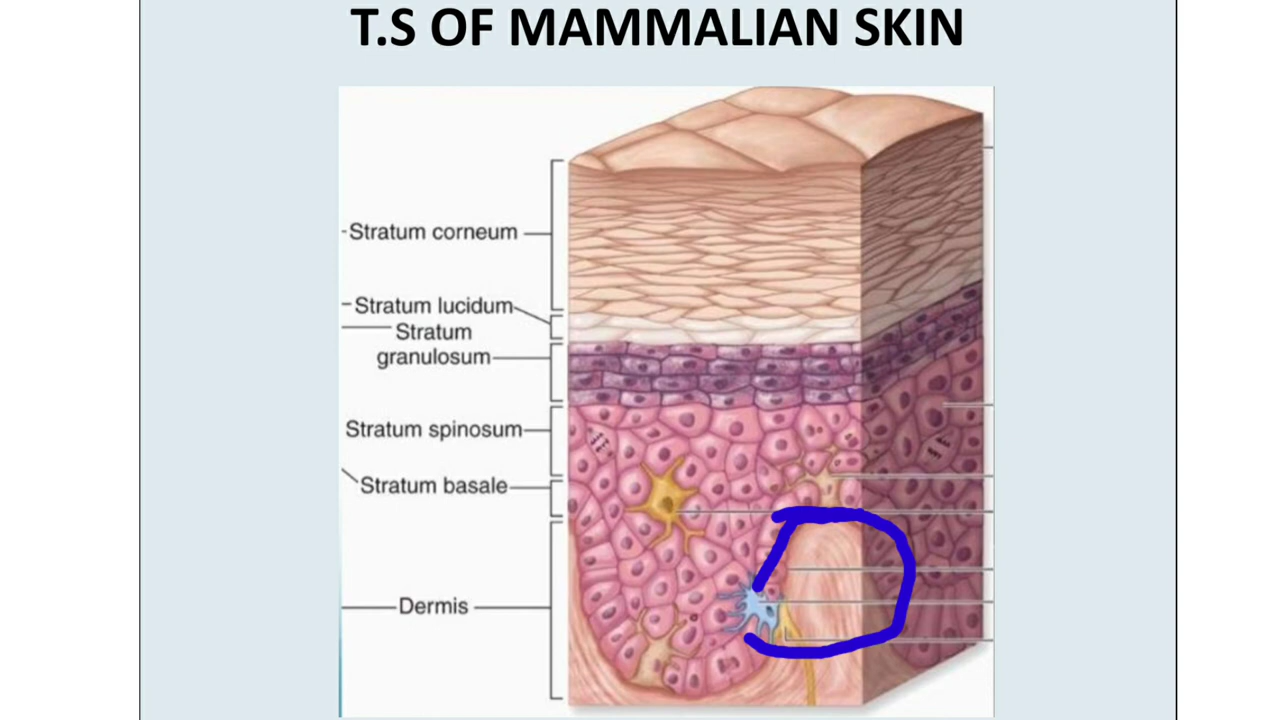 T.S OF MAMMALIAN SKIN
Stratum corneum
Stratum lucidum
Stratum
granulosum
Stratum spinosum
Stratum basale
Dermis